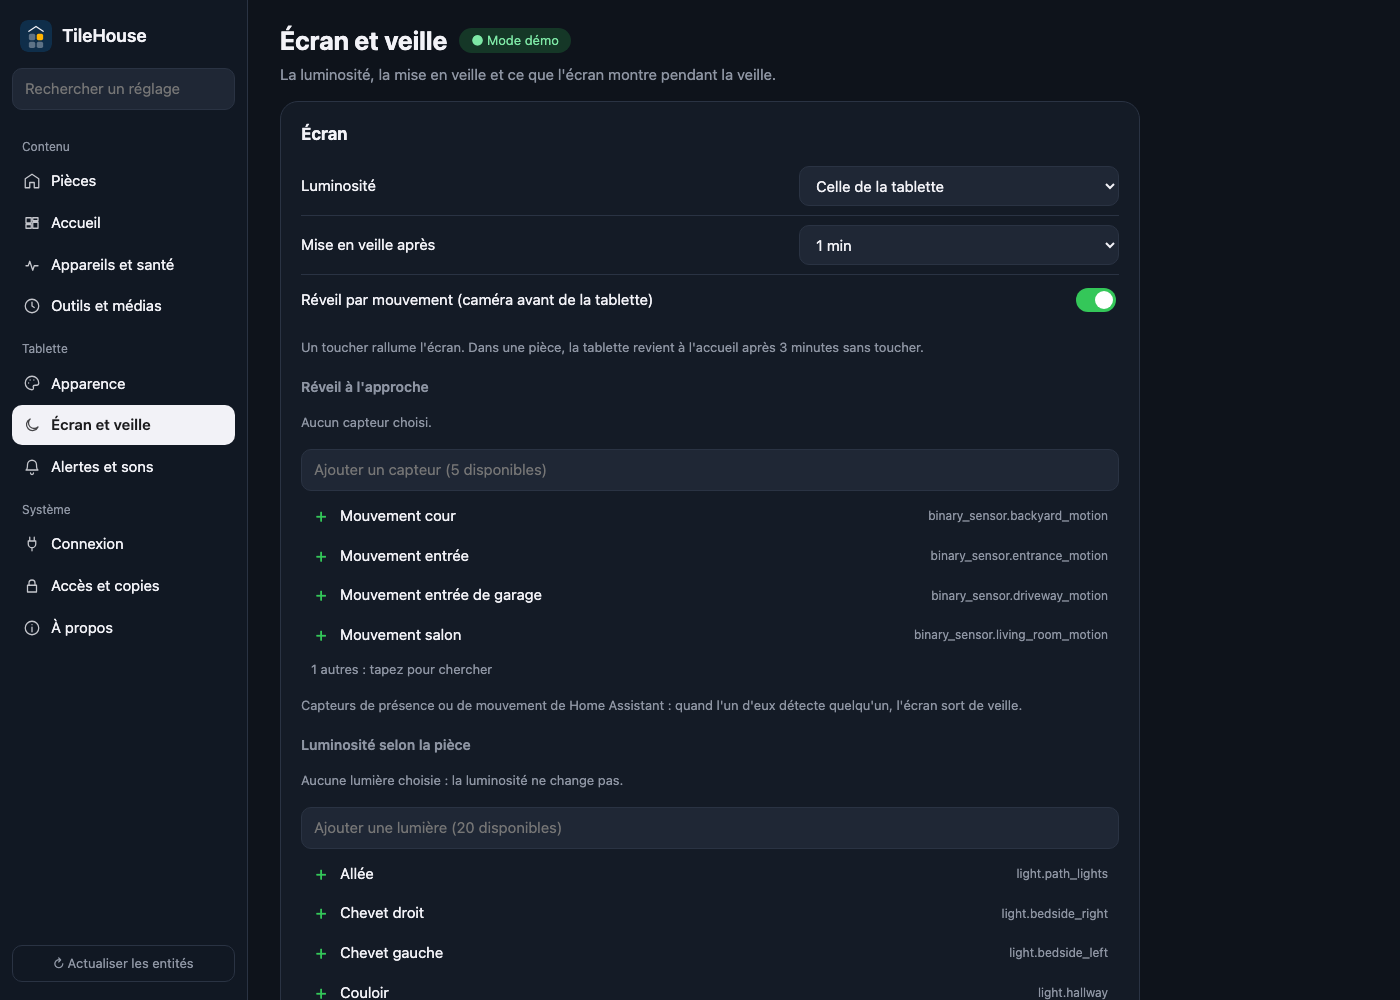 TileHouse
Rechercher un réglage
Contenu
Pièces
Accueil
Appareils et santé
Outils et médias
Tablette
Apparence
Écran et veille
Alertes et sons
Système
Connexion
Accès et copies
À propos
↻ Actualiser les entités
Écran et veille
Mode démo
La luminosité, la mise en veille et ce que l'écran montre pendant la veille.
Écran
Luminosité
Celle de la tablette
Mise en veille après
1 min
Réveil par mouvement (caméra avant de la tablette)
Un toucher rallume l'écran. Dans une pièce, la tablette revient à l'accueil après 3 minutes sans toucher.
Réveil à l'approche
Aucun capteur choisi.
Ajouter un capteur (5 disponibles)
+ Mouvement cour binary_sensor.backyard_motion
+ Mouvement entrée binary_sensor.entrance_motion
+ Mouvement entrée de garage binary_sensor.driveway_motion
+ Mouvement salon binary_sensor.living_room_motion
1 autres : tapez pour chercher
Capteurs de présence ou de mouvement de Home Assistant : quand l'un d'eux détecte quelqu'un, l'écran sort de veille.
Luminosité selon la pièce
Aucune lumière choisie : la luminosité ne change pas.
Ajouter une lumière (20 disponibles)
+ Allée light.path_lights
+ Chevet droit light.bedside_right
+ Chevet gauche light.bedside_left
+ Couloir light.hallway